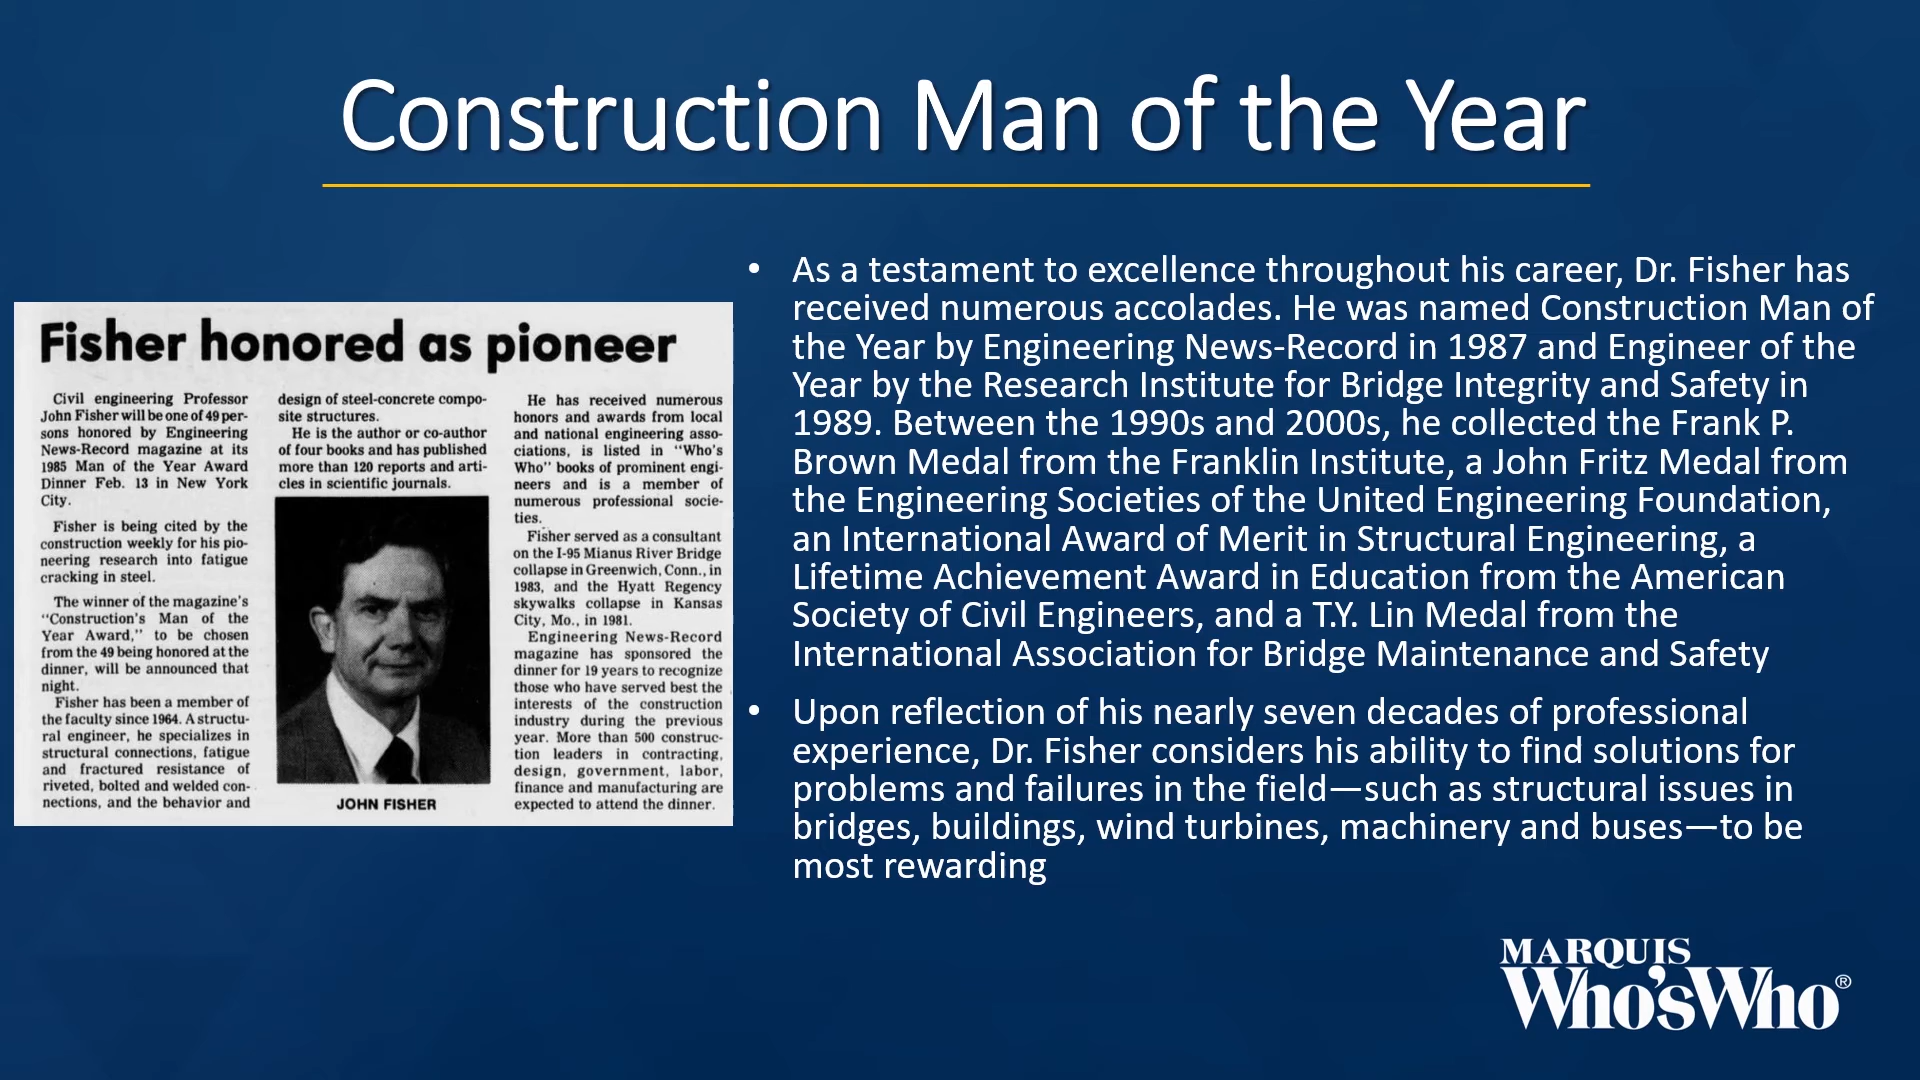 Construction Man of the Year
Fisher honored as pioneer
Civil engineering Professor
John Fisher will be one of 49 per-
sons honored by Engineering
News-Record magazine at its
1985 Man of the Year Award
Dinner Feb. 13 in New York
City.
Fisher is being cited by the
construction weekly for his pio-
neering research into fatigue
cracking in steel.
The winner of the magazine's
"Construction's Man of the
Year Award," to be chosen
from the 49 being honored at the
dinner, will be announced that
night.
Fisher has been a member of
the faculty since 1964. A structu-
ral engineer, he specializes in
structural connections, fatigue
and fractured resistance of
riveted, bolted and welded con-
nections, and the behavior and
design of steel-concrete compo-
site structures.
He is the author or co-author
of four books and has published
more than 120 reports and arti-
cles in scientific journals.
JOHN FISHER
He has received numerous
honors and awards from local
and national engineering asso-
ciations, is listed in "Who's
Who" books of prominent engi-
neers and is a member of
numerous professional socie-
ties.
Fisher served as a consultant
on the I-95 Mianus River Bridge
collapse in Greenwich, Conn., in
1983, and the Hyatt Regency
skywalks collapse in Kansas
City, Mo., in 1981.
Engineering News-Record
magazine has sponsored the
dinner for 19 years to recognize
those who have served best the
interests of the construction
industry during the previous
year. More than 500 construc-
tion leaders in contracting,
design, government, labor,
finance and manufacturing are
expected to attend the dinner.
• As a testament to excellence throughout his career, Dr. Fisher has
received numerous accolades. He was named Construction Man of
the Year by Engineering News-Record in 1987 and Engineer of the
Year by the Research Institute for Bridge Integrity and Safety in
1989. Between the 1990s and 2000s, he collected the Frank P.
Brown Medal from the Franklin Institute, a John Fritz Medal from
the Engineering Societies of the United Engineering Foundation,
an International Award of Merit in Structural Engineering, a
Lifetime Achievement Award in Education from the American
Society of Civil Engineers, and a T.Y. Lin Medal from the
International Association for Bridge Maintenance and Safety
• Upon reflection of his nearly seven decades of professional
experience, Dr. Fisher considers his ability to find solutions for
problems and failures in the field—such as structural issues in
bridges, buildings, wind turbines, machinery and buses—to be
most rewarding
MARQUIS
Who'sWho®